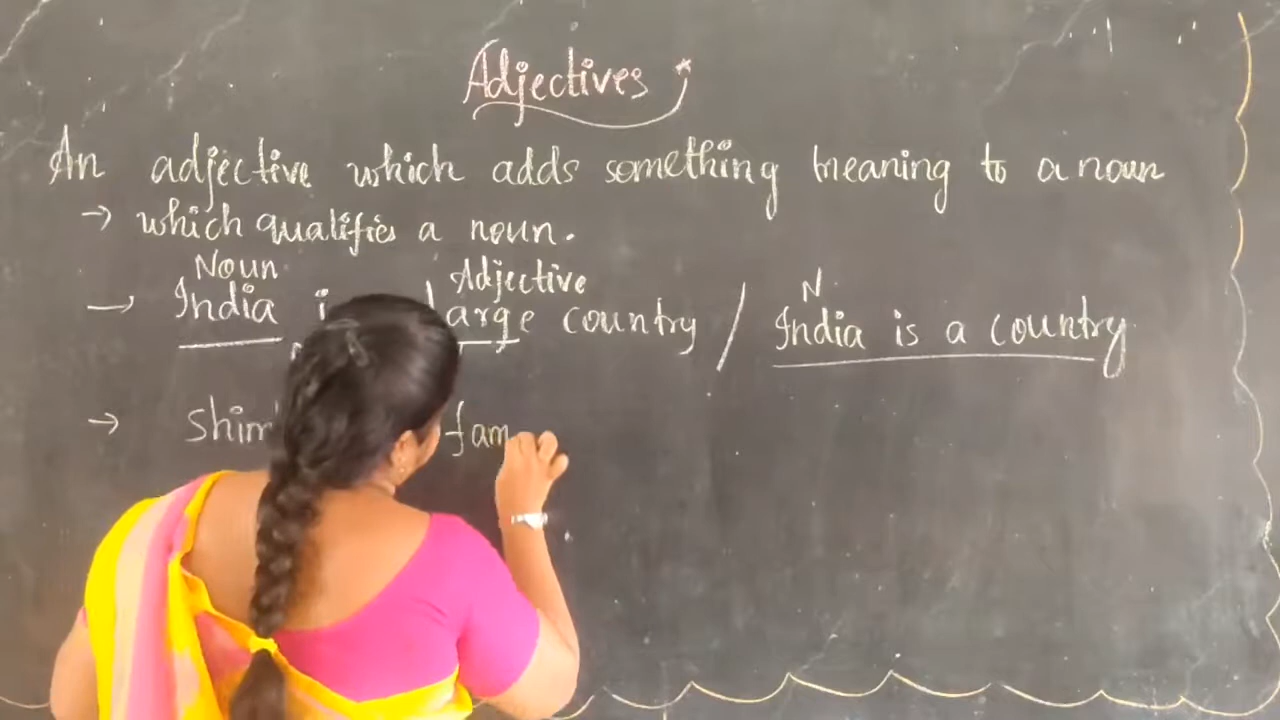 Adjectives
An adjective which adds something meaning to a noun
→ which qualifies a noun.
Noun Adjective N
→ India large country / India is a country
→ Shim fam